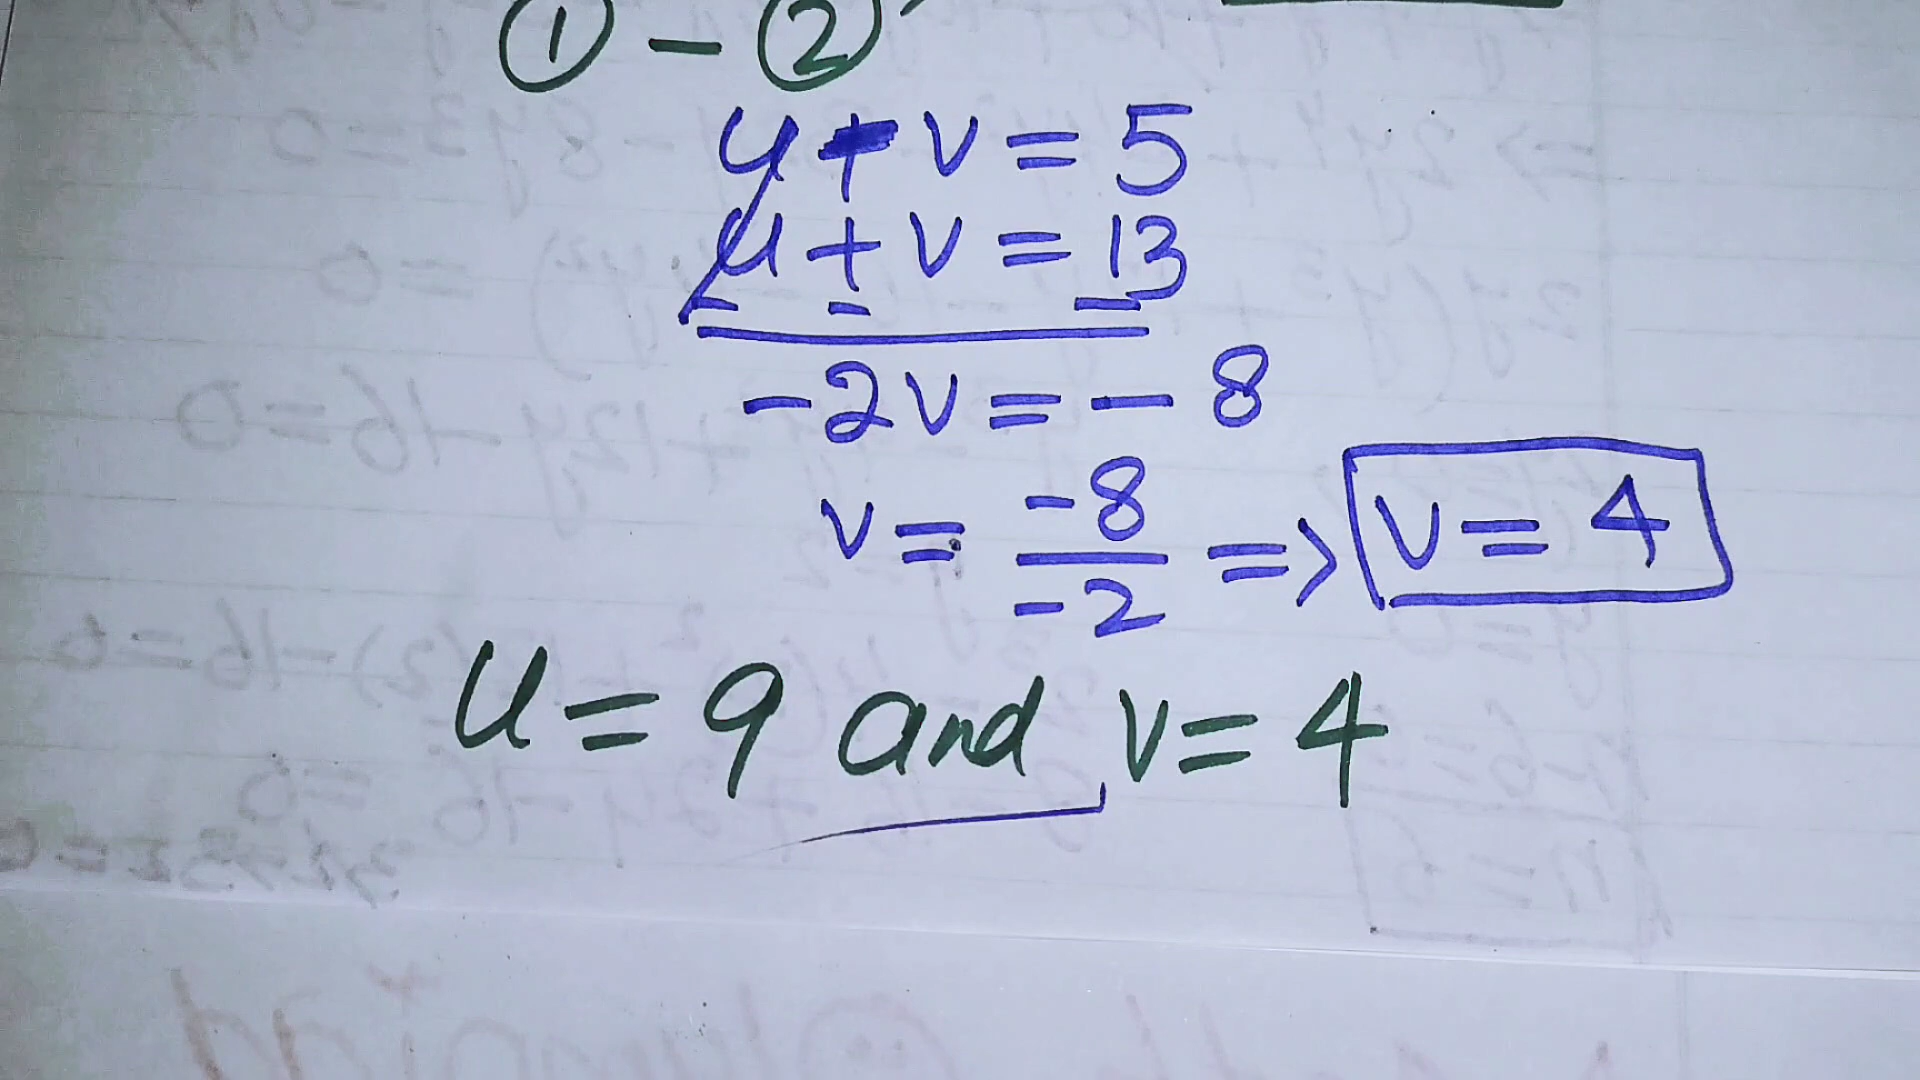 ① - ②
u - v = 5
u + v = 13
- - -
-2v = - 8
v = -8/-2 => v = 4
u = 9 and v = 4